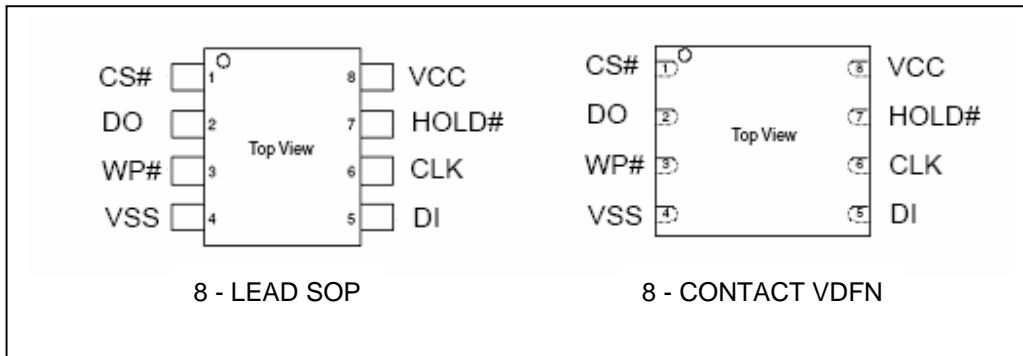 CS# 1 8 VCC
DO 2 7 HOLD#
WP# 3 6 CLK
VSS 4 5 DI
Top View
8 - LEAD SOP
CS# 1 8 VCC
DO 2 7 HOLD#
WP# 3 6 CLK
VSS 4 5 DI
Top View
8 - CONTACT VDFN